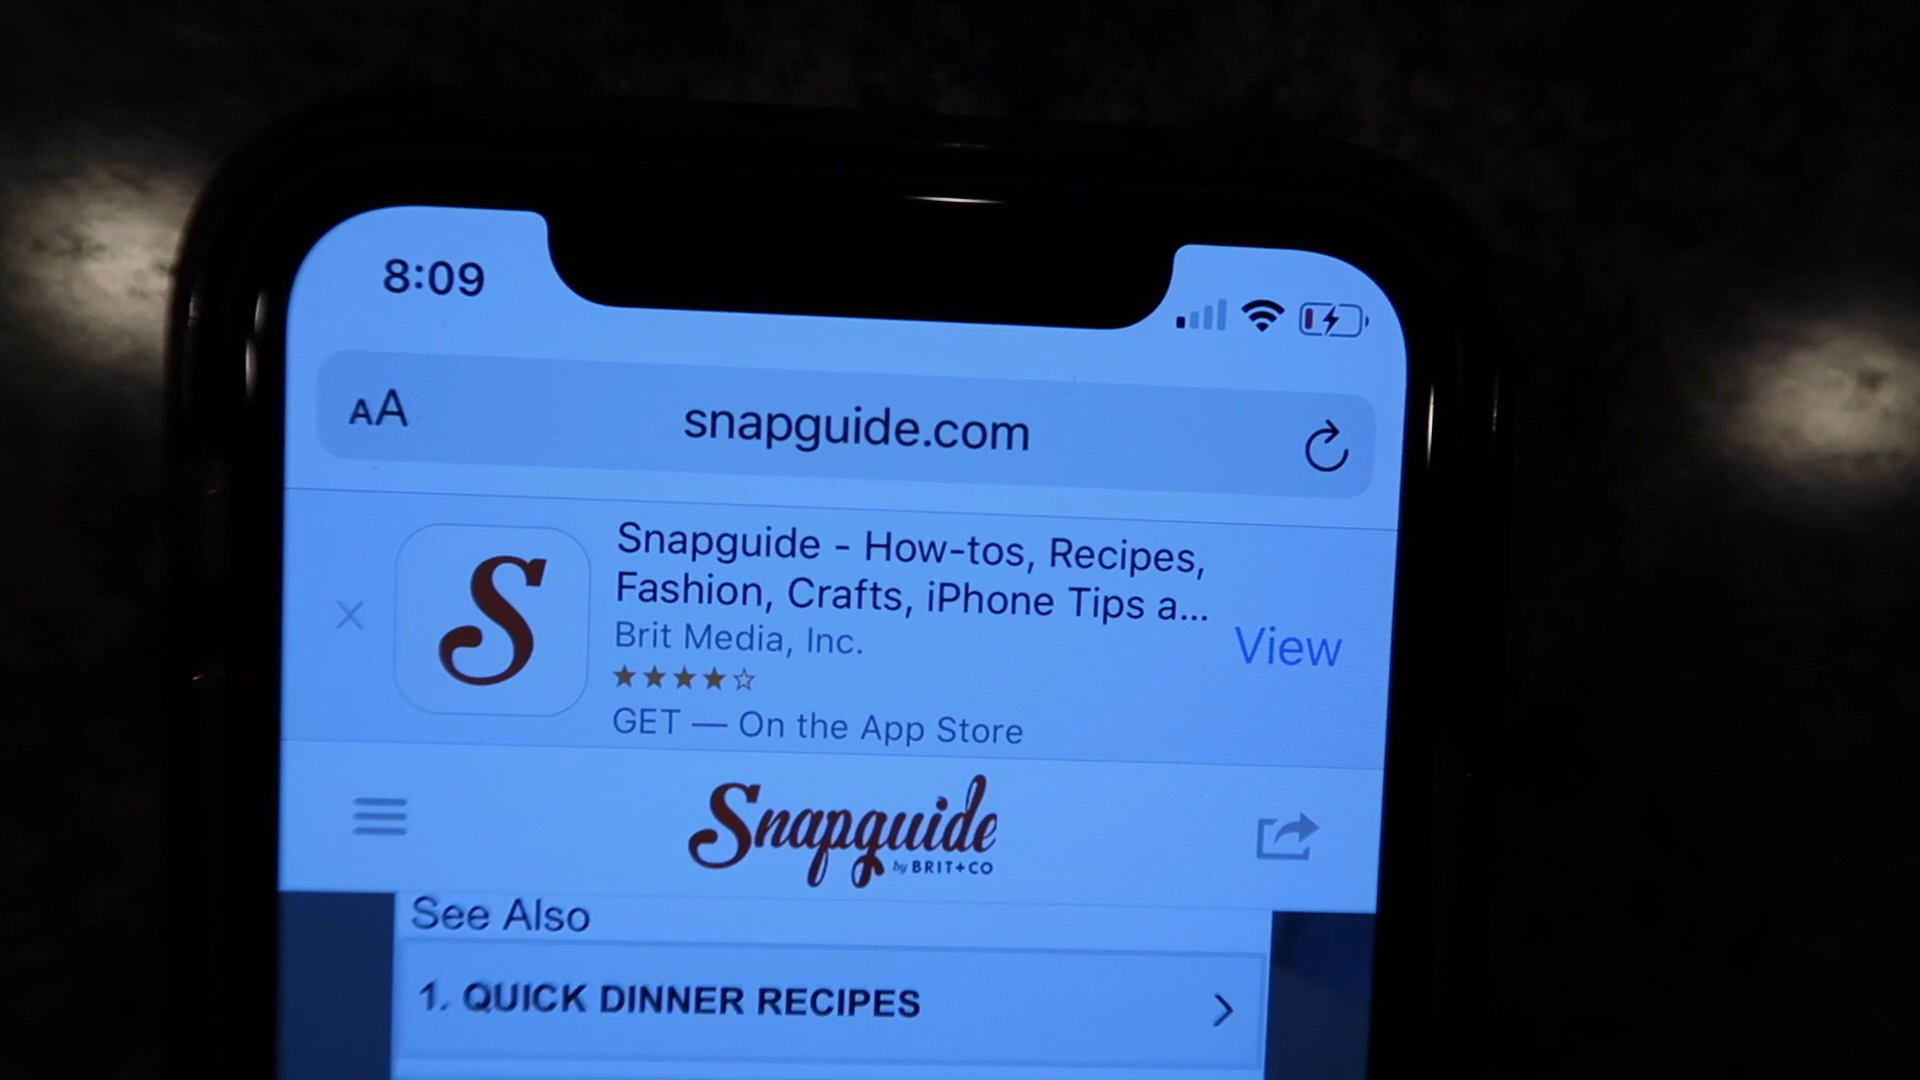 8:09
AA
snapguide.com
S
Snapguide - How-tos, Recipes,
Fashion, Crafts, iPhone Tips a...
Brit Media, Inc.
GET — On the App Store
View
Snapguide
by BRIT+CO
See Also
1. QUICK DINNER RECIPES